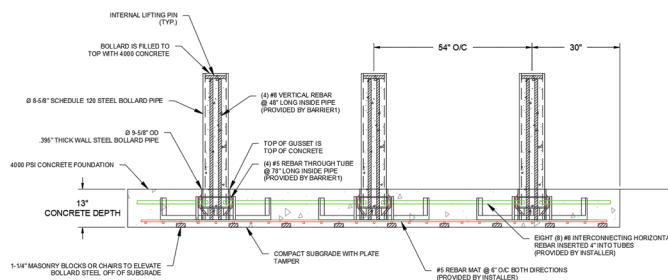 INTERNAL LIFTING PIN
(TYP.)
BOLLARD IS FILLED TO
TOP WITH 4000 CONCRETE
54" O/C
30"
Ø 8-5/8" SCHEDULE 120 STEEL BOLLARD PIPE
(4) #8 VERTICAL REBAR
@ 48" LONG INSIDE PIPE
(PROVIDED BY BARRIER1)
Ø 9-5/8" OD
.395" THICK WALL STEEL BOLLARD PIPE
TOP OF GUSSET IS
TOP OF CONCRETE
4000 PSI CONCRETE FOUNDATION
(4) #5 REBAR THROUGH TUBE
@ 78" LONG INSIDE PIPE
(PROVIDED BY BARRIER1)
13"
CONCRETE DEPTH
EIGHT (8) #8 INTERCONNECTING HORIZONTA
REBAR INSERTED 4" INTO TUBES
(PROVIDED BY INSTALLER)
1-1/4" MASONRY BLOCKS OR CHAIRS TO ELEVATE
BOLLARD STEEL OFF OF SUBGRADE
COMPACT SUBGRADE WITH PLATE
TAMPER
#5 REBAR MAT @ 6" O/C BOTH DIRECTIONS
(PROVIDED BY INSTALLER)